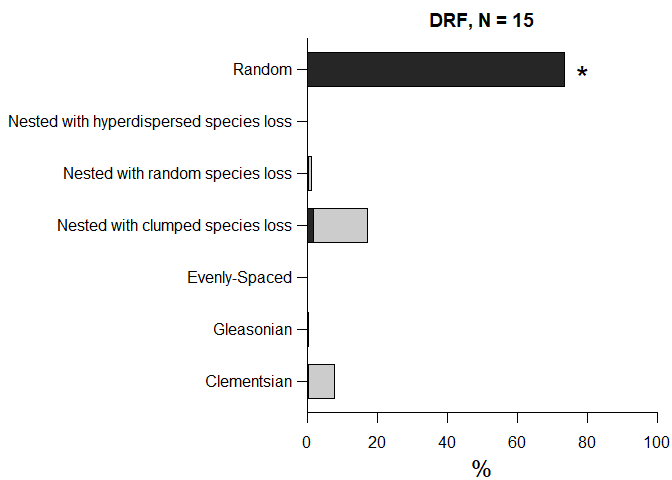 DRF, N = 15
Random
*
Nested with hyperdispersed species loss
Nested with random species loss
Nested with clumped species loss
Evenly-Spaced
Gleasonian
Clementsian
0 20 40 60 80 100
%